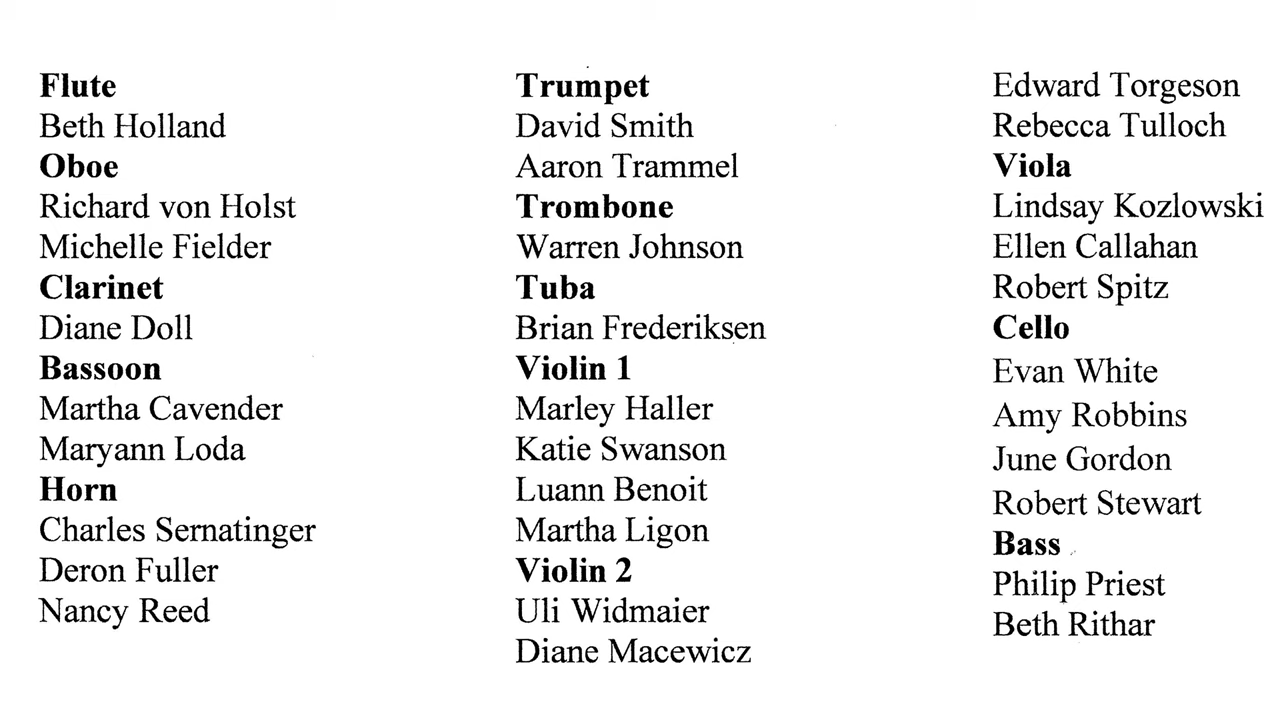 Flute
Beth Holland
Oboe
Richard von Holst
Michelle Fielder
Clarinet
Diane Doll
Bassoon
Martha Cavender
Maryann Loda
Horn
Charles Sernatinger
Deron Fuller
Nancy Reed
Trumpet
David Smith
Aaron Trammel
Trombone
Warren Johnson
Tuba
Brian Frederiksen
Violin 1
Marley Haller
Katie Swanson
Luann Benoit
Martha Ligon
Violin 2
Uli Widmaier
Diane Macewicz
Edward Torgeson
Rebecca Tulloch
Viola
Lindsay Kozlowski
Ellen Callahan
Robert Spitz
Cello
Evan White
Amy Robbins
June Gordon
Robert Stewart
Bass
Philip Priest
Beth Rithar